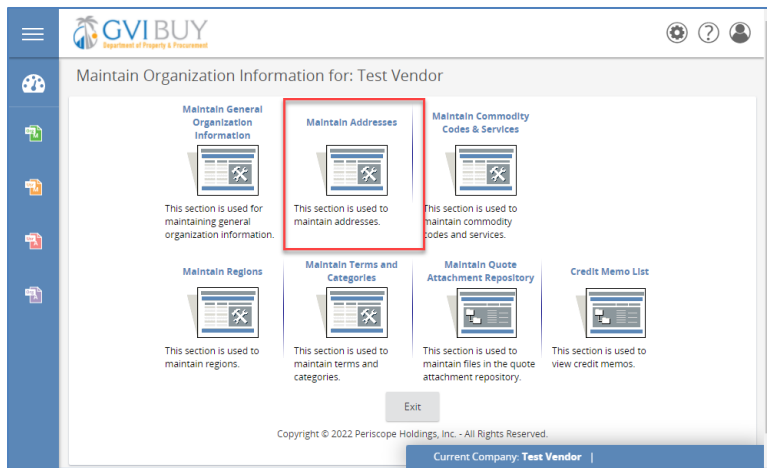 GVI BUY
Department of Property & Procurement
Maintain Organization Information for: Test Vendor
Maintain General
Organization
Information
This section is used for
maintaining general
organization information.
Maintain Addresses
This section is used to
maintain addresses.
Maintain Commodity
Codes & Services
This section is used to
maintain commodity
codes and services.
Maintain Regions
This section is used to
maintain regions.
Maintain Terms and
Categories
This section is used to
maintain terms and
categories.
Maintain Quote
Attachment Repository
This section is used to
maintain files in the quote
attachment repository.
Credit Memo List
This section is used to
view credit memos.
Exit
Copyright © 2022 Periscope Holdings, Inc. - All Rights Reserved.
Current Company: Test Vendor |